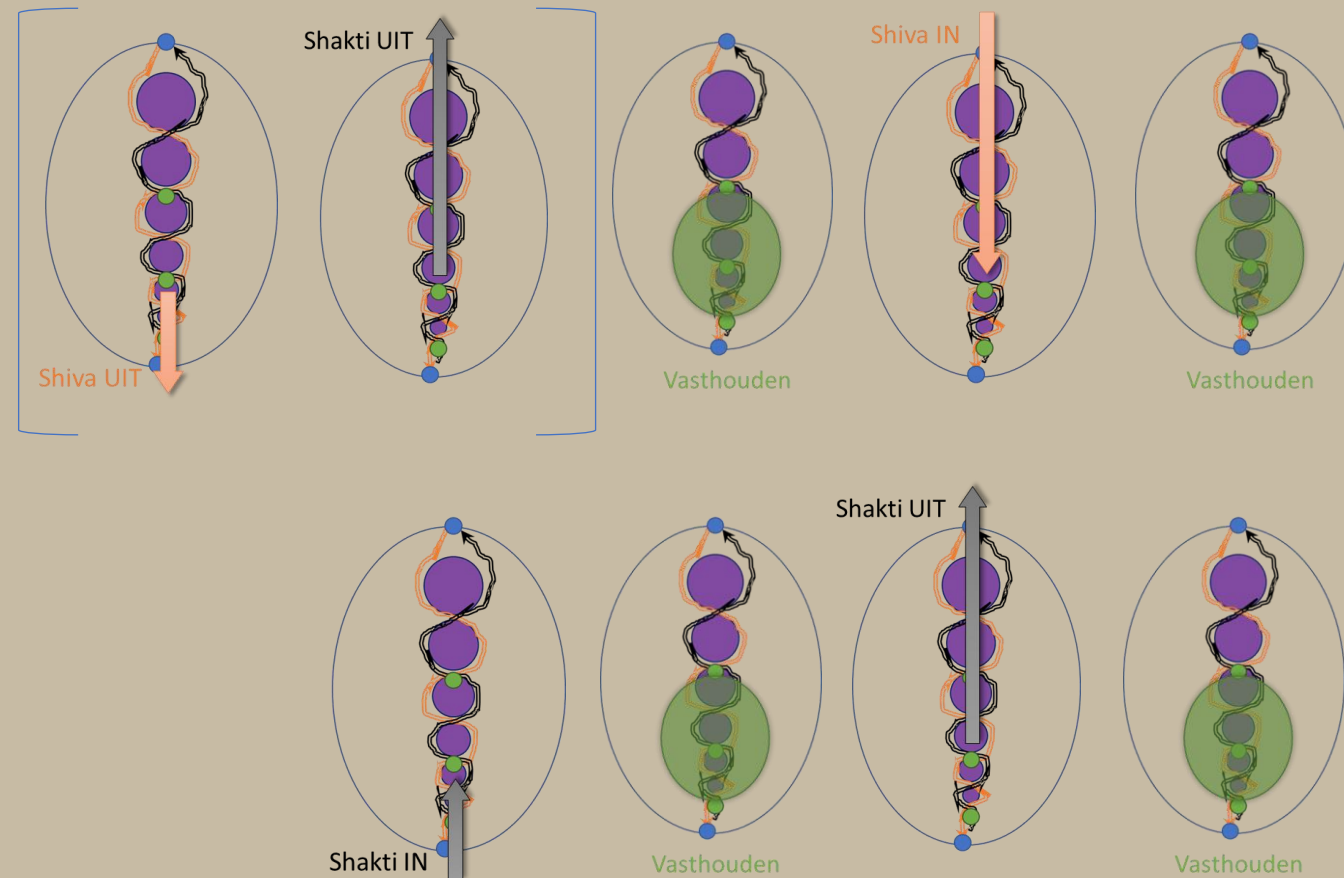 Shakti UIT
Shiva IN
Shiva UIT
Vasthouden
Vasthouden
Shakti UIT
Shakti IN
Vasthouden
Vasthouden